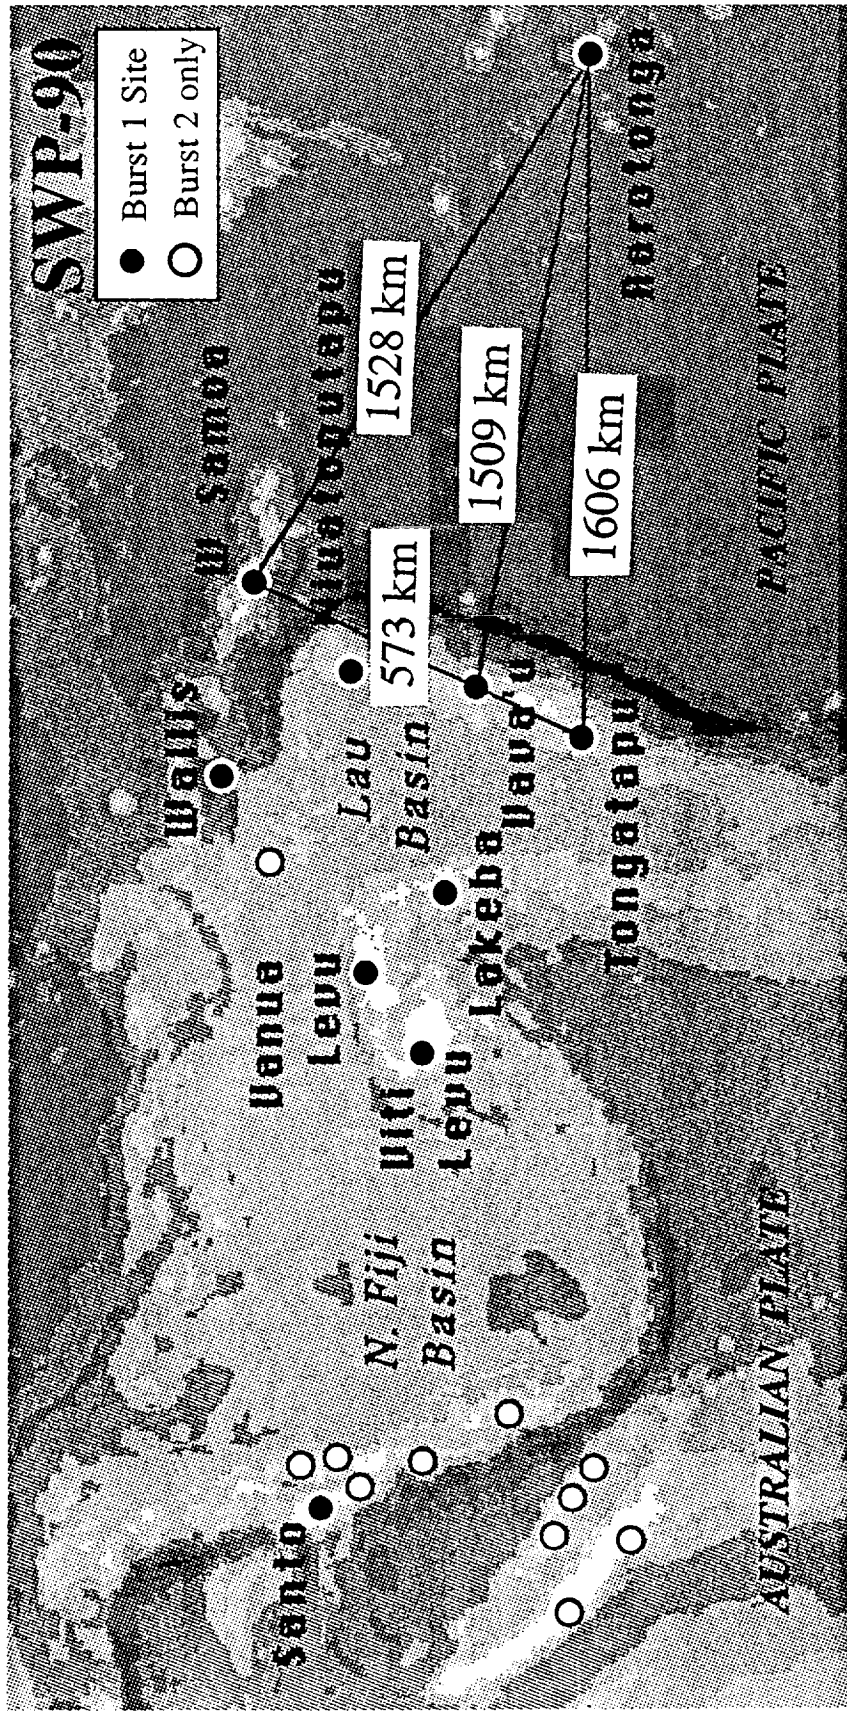 SWP-90
Burst 1 Site
Burst 2 only
W Samoa
Niuatoputapu
Wallis
1528 km
573 km
1509 km
1606 km
Rarotonga
Lau
Basin
Vava'u
Tongatapu
Lakeba
Vanua
Levu
Viti
Levu
N. Fiji
Basin
Santo
PACIFIC PLATE
AUSTRALIAN PLATE